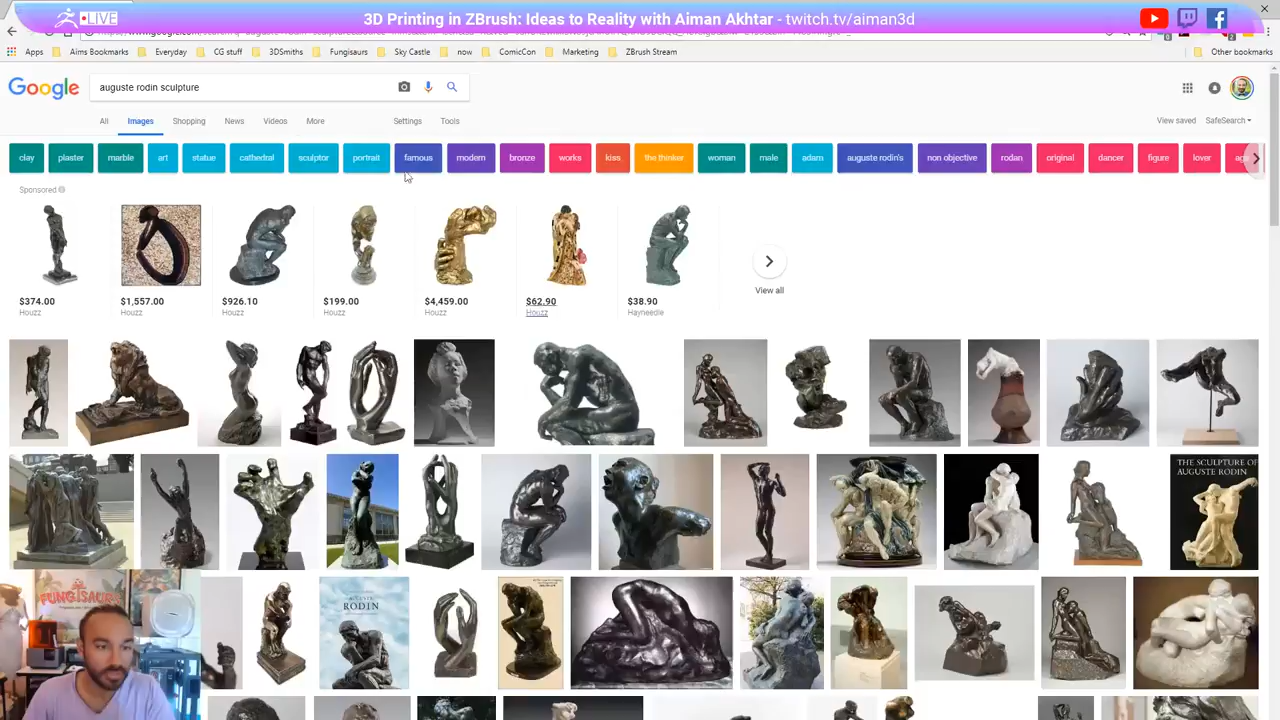 LIVE
3D Printing in ZBrush: Ideas to Reality with Aiman Akhtar - twitch.tv/aiman3d
Apps Aims Bookmarks Everyday CG stuff 3DSmiths Fungisaurs Sky Castle now ComicCon Marketing ZBrush Stream Other bookmarks
Google
auguste rodin sculpture
All Images Shopping News Videos More Settings Tools View saved SafeSearch
clay plaster marble art statue cathedral sculptor portrait famous modern bronze works kiss the thinker woman male adam auguste rodin's non objective rodan original dancer figure lover
Sponsored
$374.00 $1,557.00 $926.10 $199.00 $4,459.00 $62.90 $38.90
Houzz Houzz Houzz Houzz Houzz Houzz Hayneedle
View all
THE SCULPTURE OF
AUGUSTE RODIN
RODIN
FUNGISAURS